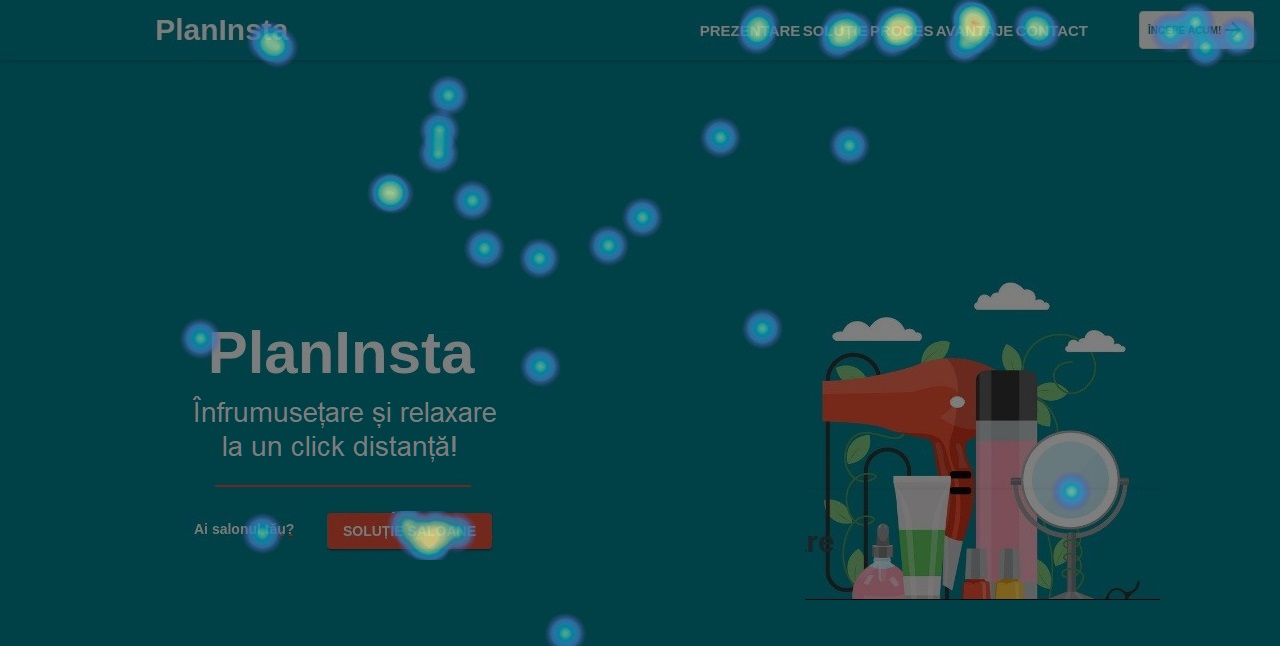 PlanInsta
PREZENTARE SOLUȚIE PROCES AVANTAJE CONTACT
ÎNCEPE ACUM!
PlanInsta
Înfrumusețare și relaxare
la un click distanță!
Ai salonul tău?
SOLUȚIE SALOANE
re